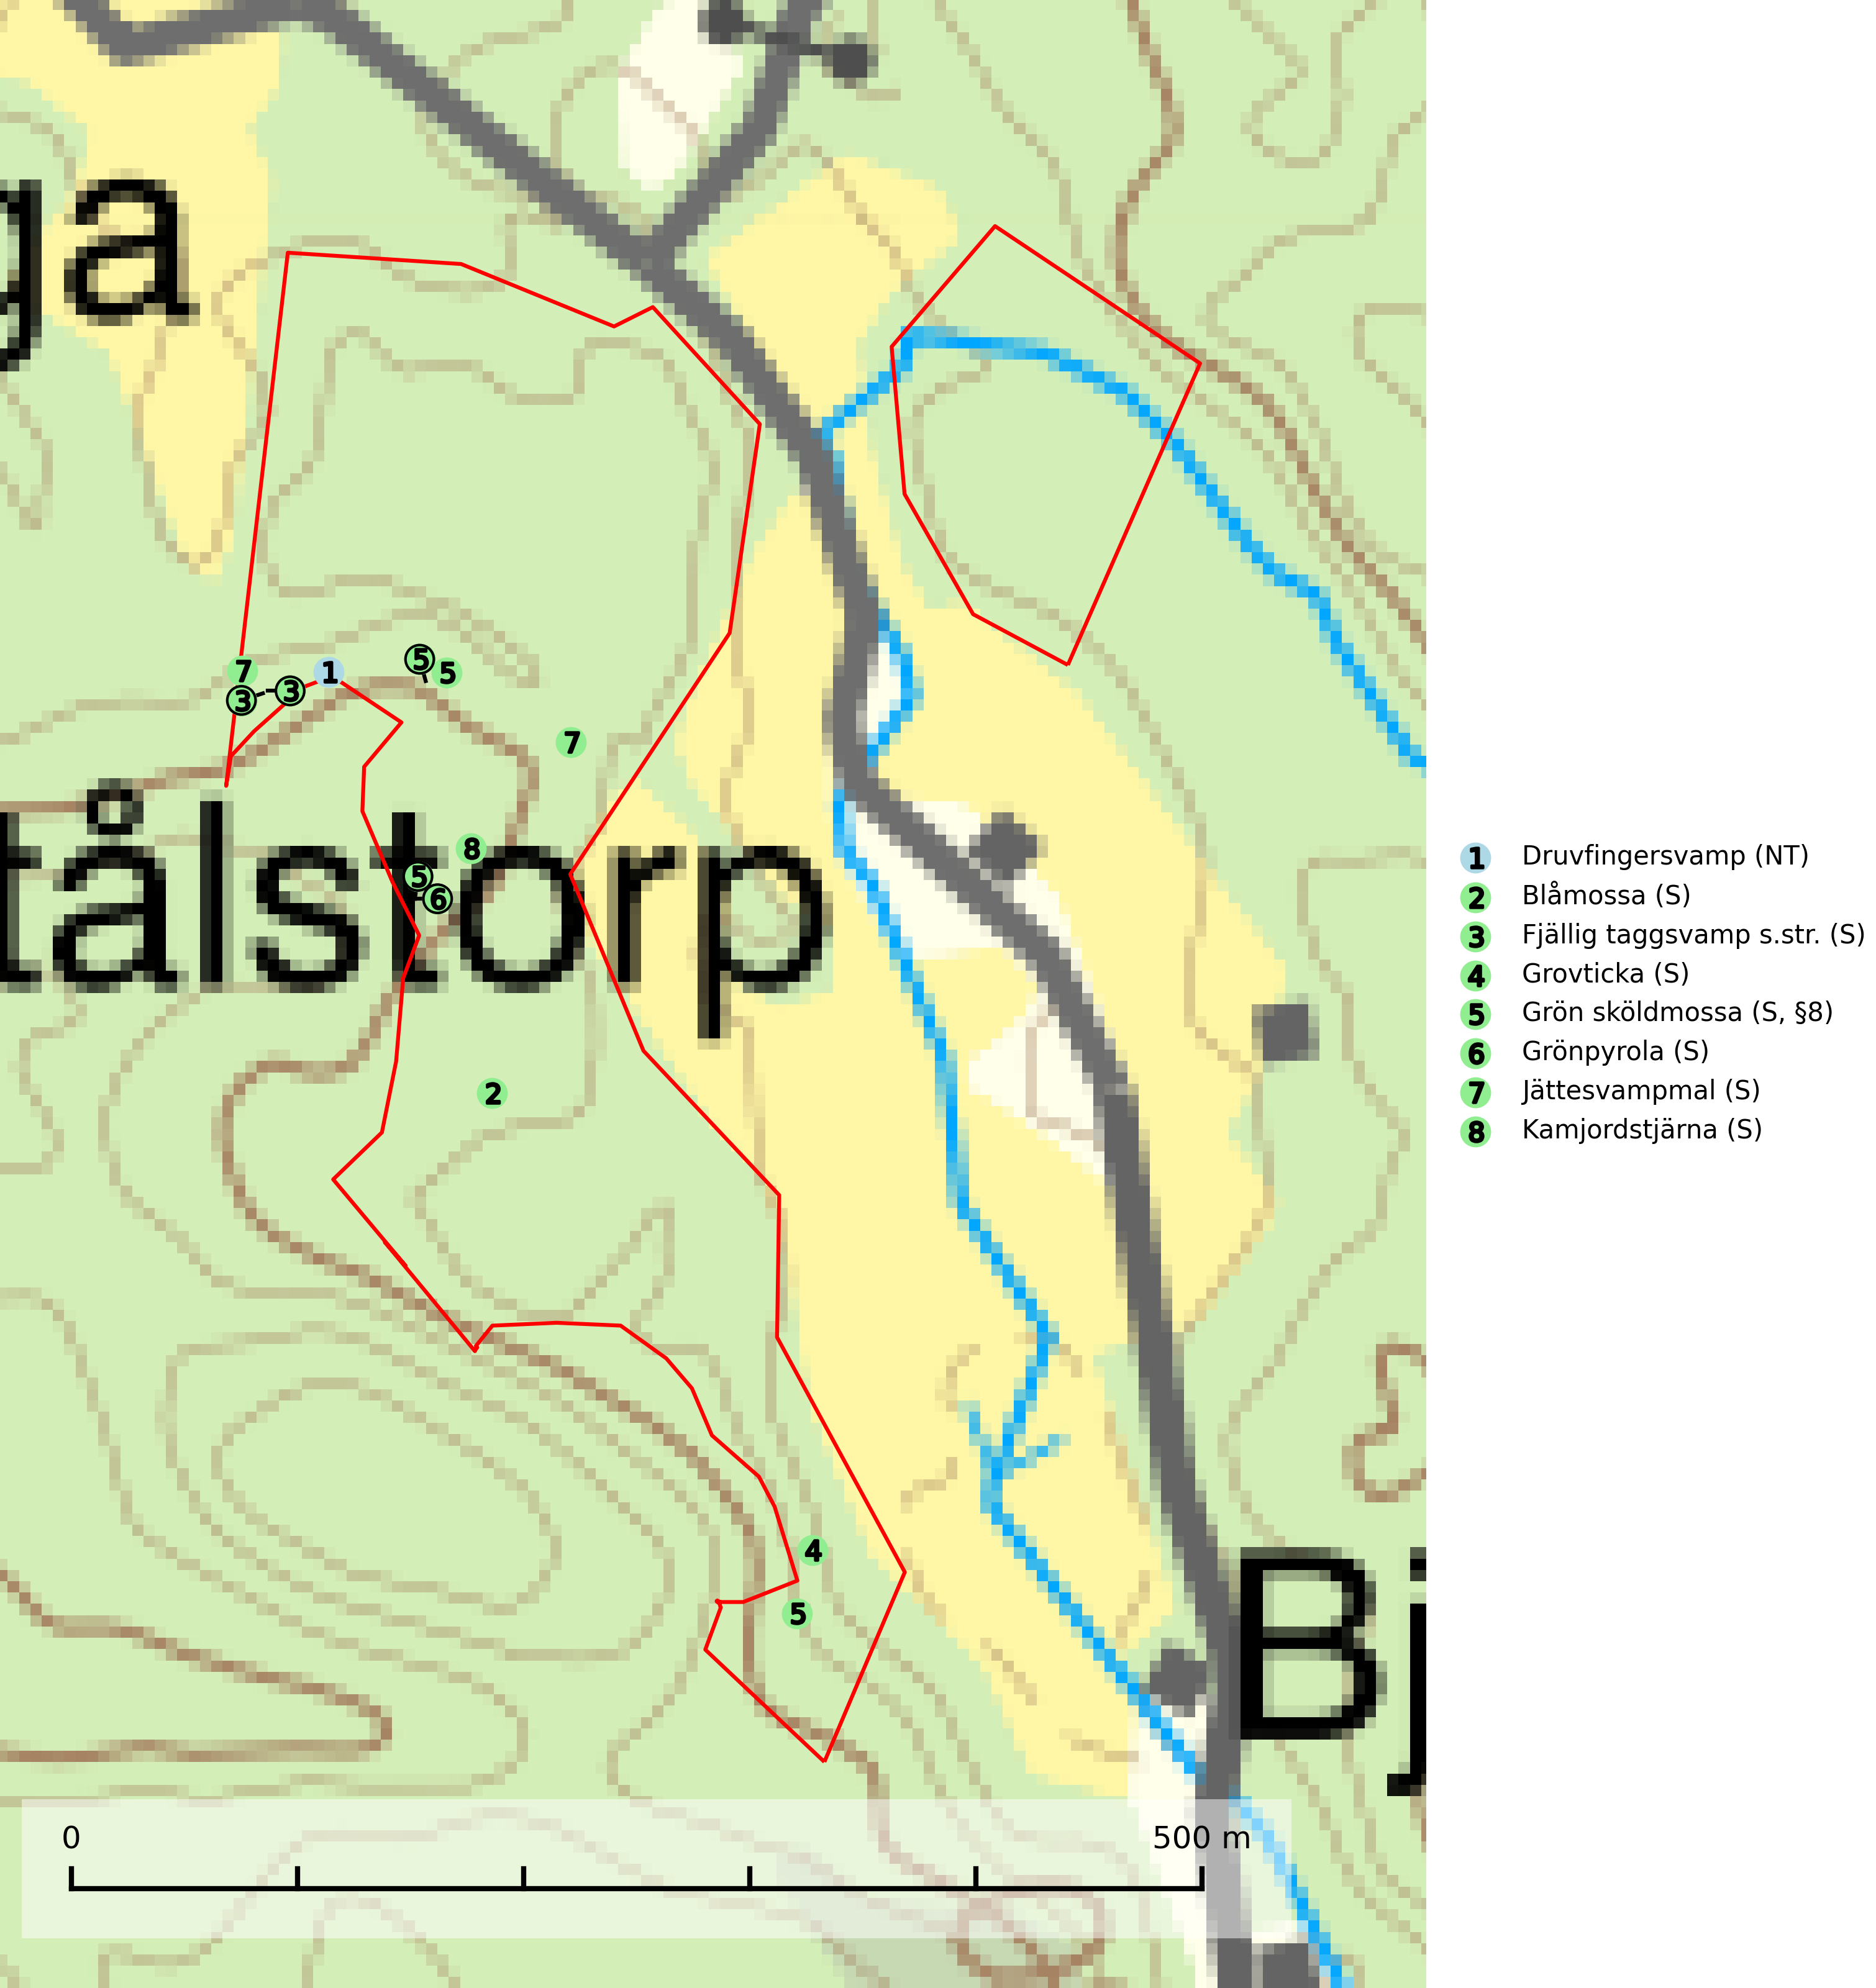 ga
7
3
3
1
5
5
7
8
5
6
tålstorp
2
4
5
Bj
0
500 m
1 Druvfingersvamp (NT)
2 Blåmossa (S)
3 Fjällig taggsvamp s.str. (S)
4 Grovticka (S)
5 Grön sköldmossa (S, §8)
6 Grönpyrola (S)
7 Jättesvampmal (S)
8 Kamjordstjärna (S)